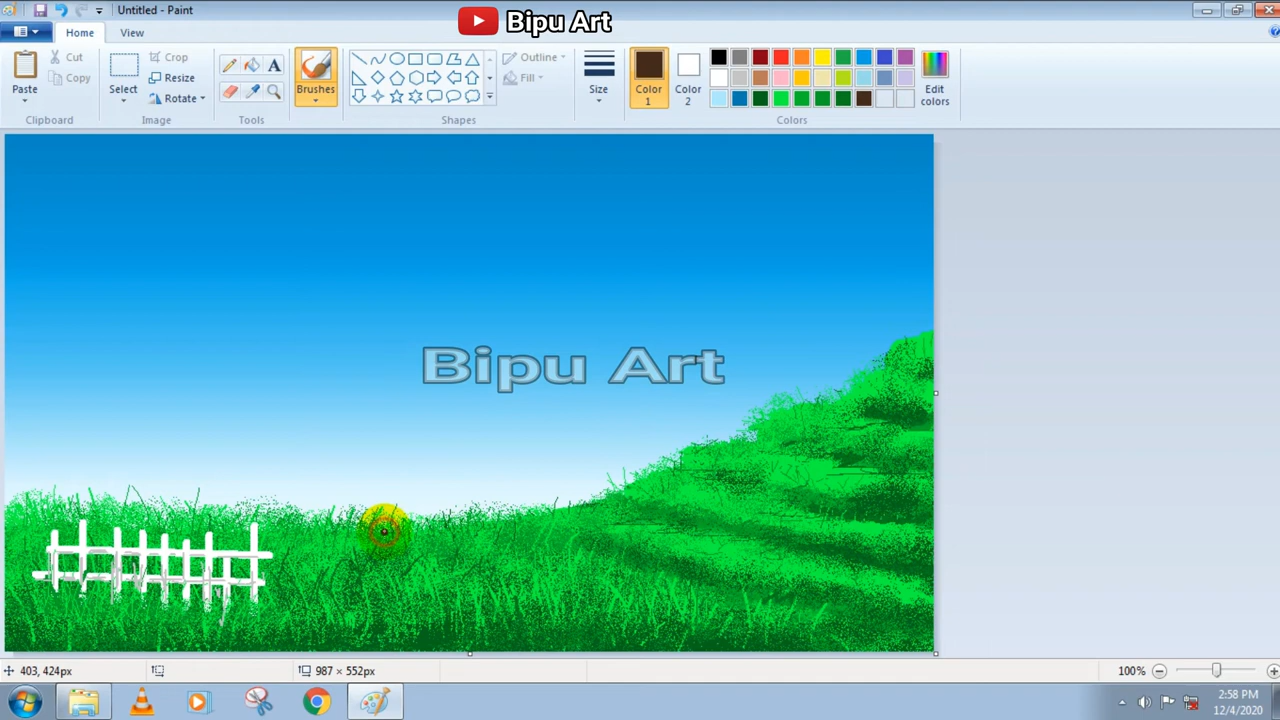 Untitled - Paint
Bipu Art
Home
View
Paste
Cut
Copy
Clipboard
Select
Crop
Resize
Rotate
Image
A
Tools
Brushes
Shapes
Outline
Fill
Size
Color
1
Color
2
Edit
colors
Colors
Bipu Art
403, 424px
987 × 552px
100%
2:58 PM
12/4/2020